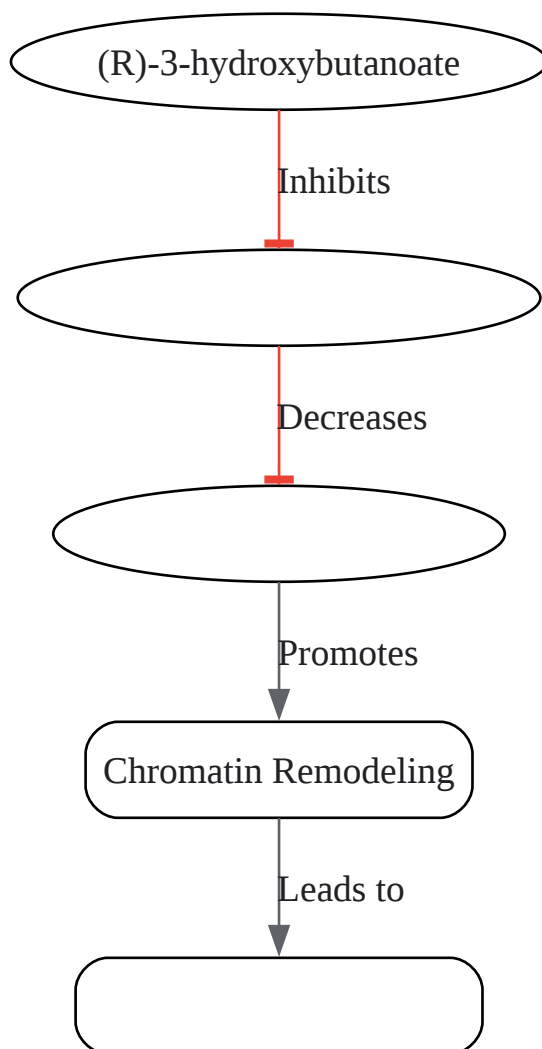 (R)-3-hydroxybutanoate
Inhibits
Decreases
Promotes
Chromatin Remodeling
Leads to